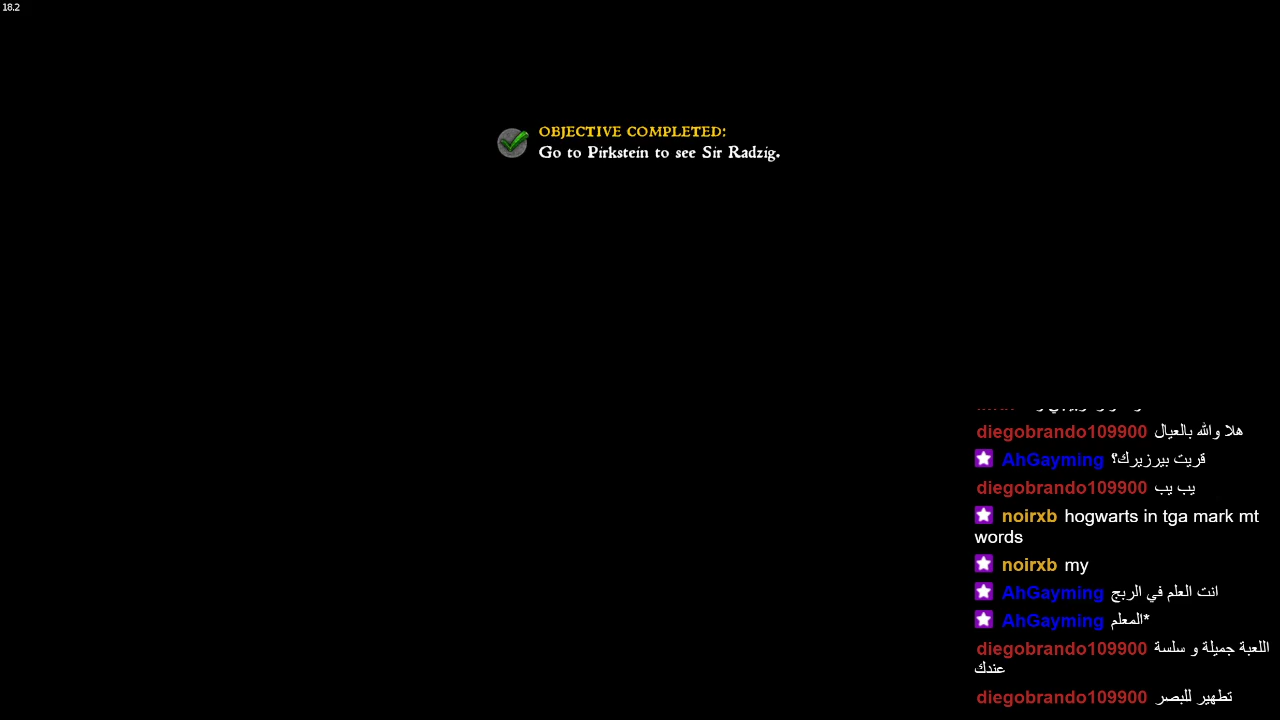 18.2
OBJECTIVE COMPLETED:
Go to Pirkstein to see Sir Radzig.
diegobrando109900 هلا والله بالعيال
AhGayming قريت بيرزيرك؟
diegobrando109900 يب يب
noirxb hogwarts in tga mark mt
words
noirxb my
AhGayming انت العلم في الربج
AhGayming المعلم*
diegobrando109900 اللعبة جميلة و سلسة
عندك
diegobrando109900 تطهير للبصر